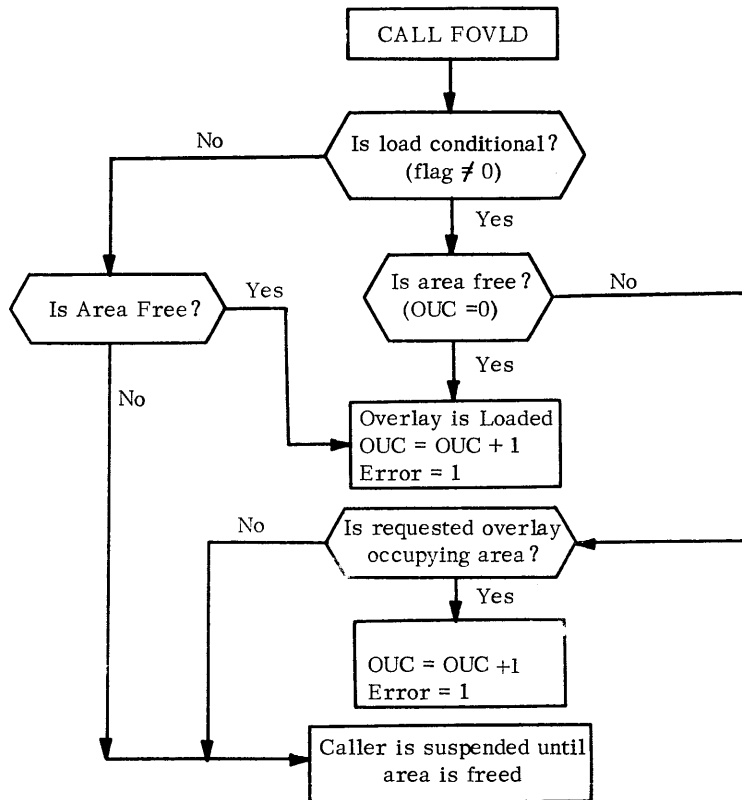 CALL FOVLD
Is load conditional?
(flag ≠ 0)
No
Yes
Is Area Free?
Yes
Is area free?
(OUC =0)
No
Yes
No
Overlay is Loaded
OUC = OUC + 1
Error = 1
No
Is requested overlay
occupying area?
Yes
OUC = OUC +1
Error = 1
Caller is suspended until
area is freed